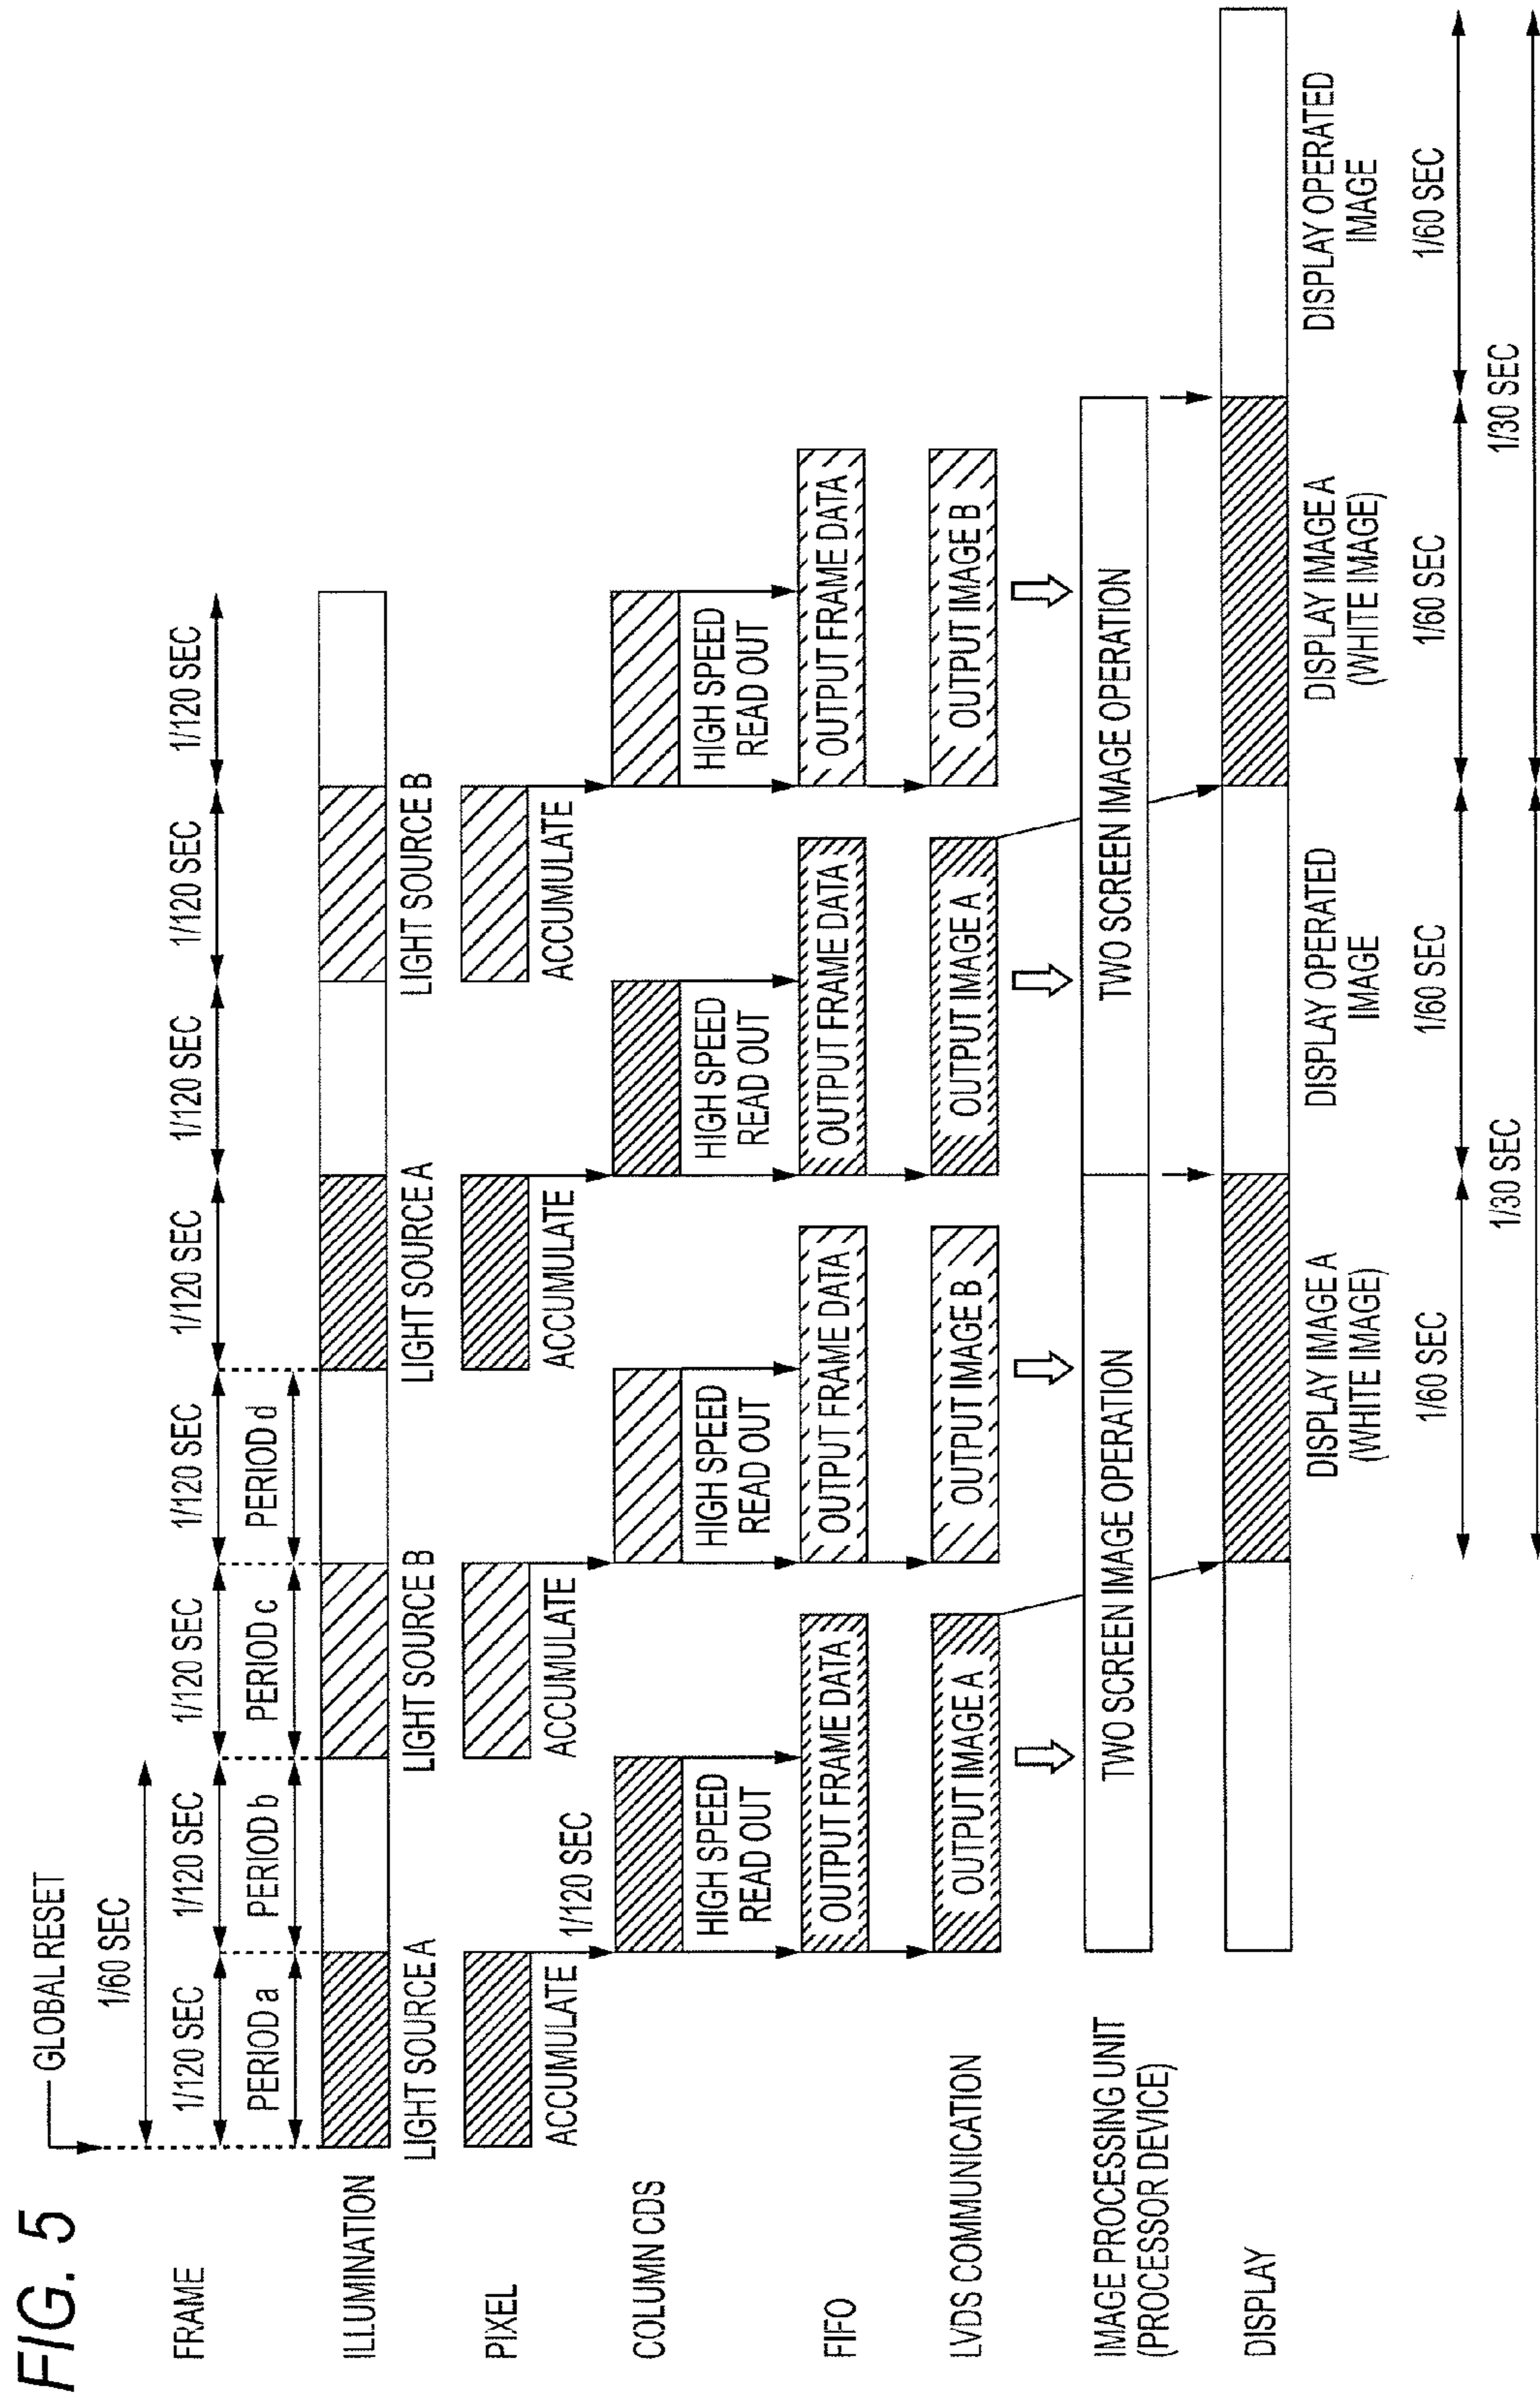 FIG. 5
GLOBAL RESET
1/60 SEC
FRAME
1/120 SEC
1/120 SEC
1/120 SEC
1/120 SEC
1/120 SEC
1/120 SEC
1/120 SEC
1/120 SEC
PERIOD a
PERIOD b
PERIOD c
PERIOD d
ILLUMINATION
LIGHT SOURCE A
LIGHT SOURCE B
LIGHT SOURCE A
LIGHT SOURCE B
PIXEL
ACCUMULATE
ACCUMULATE
ACCUMULATE
ACCUMULATE
1/120 SEC
COLUMN CDS
HIGH SPEED
READ OUT
HIGH SPEED
READ OUT
HIGH SPEED
READ OUT
HIGH SPEED
READ OUT
FIFO
OUTPUT FRAME DATA
OUTPUT FRAME DATA
OUTPUT FRAME DATA
OUTPUT FRAME DATA
LVDS COMMUNICATION
OUTPUT IMAGE A
OUTPUT IMAGE B
OUTPUT IMAGE A
OUTPUT IMAGE B
IMAGE PROCESSING UNIT
(PROCESSOR DEVICE)
TWO SCREEN IMAGE OPERATION
TWO SCREEN IMAGE OPERATION
DISPLAY
DISPLAY IMAGE A
(WHITE IMAGE)
DISPLAY OPERATED
IMAGE
DISPLAY IMAGE A
(WHITE IMAGE)
DISPLAY OPERATED
IMAGE
1/60 SEC
1/60 SEC
1/60 SEC
1/60 SEC
1/30 SEC
1/30 SEC